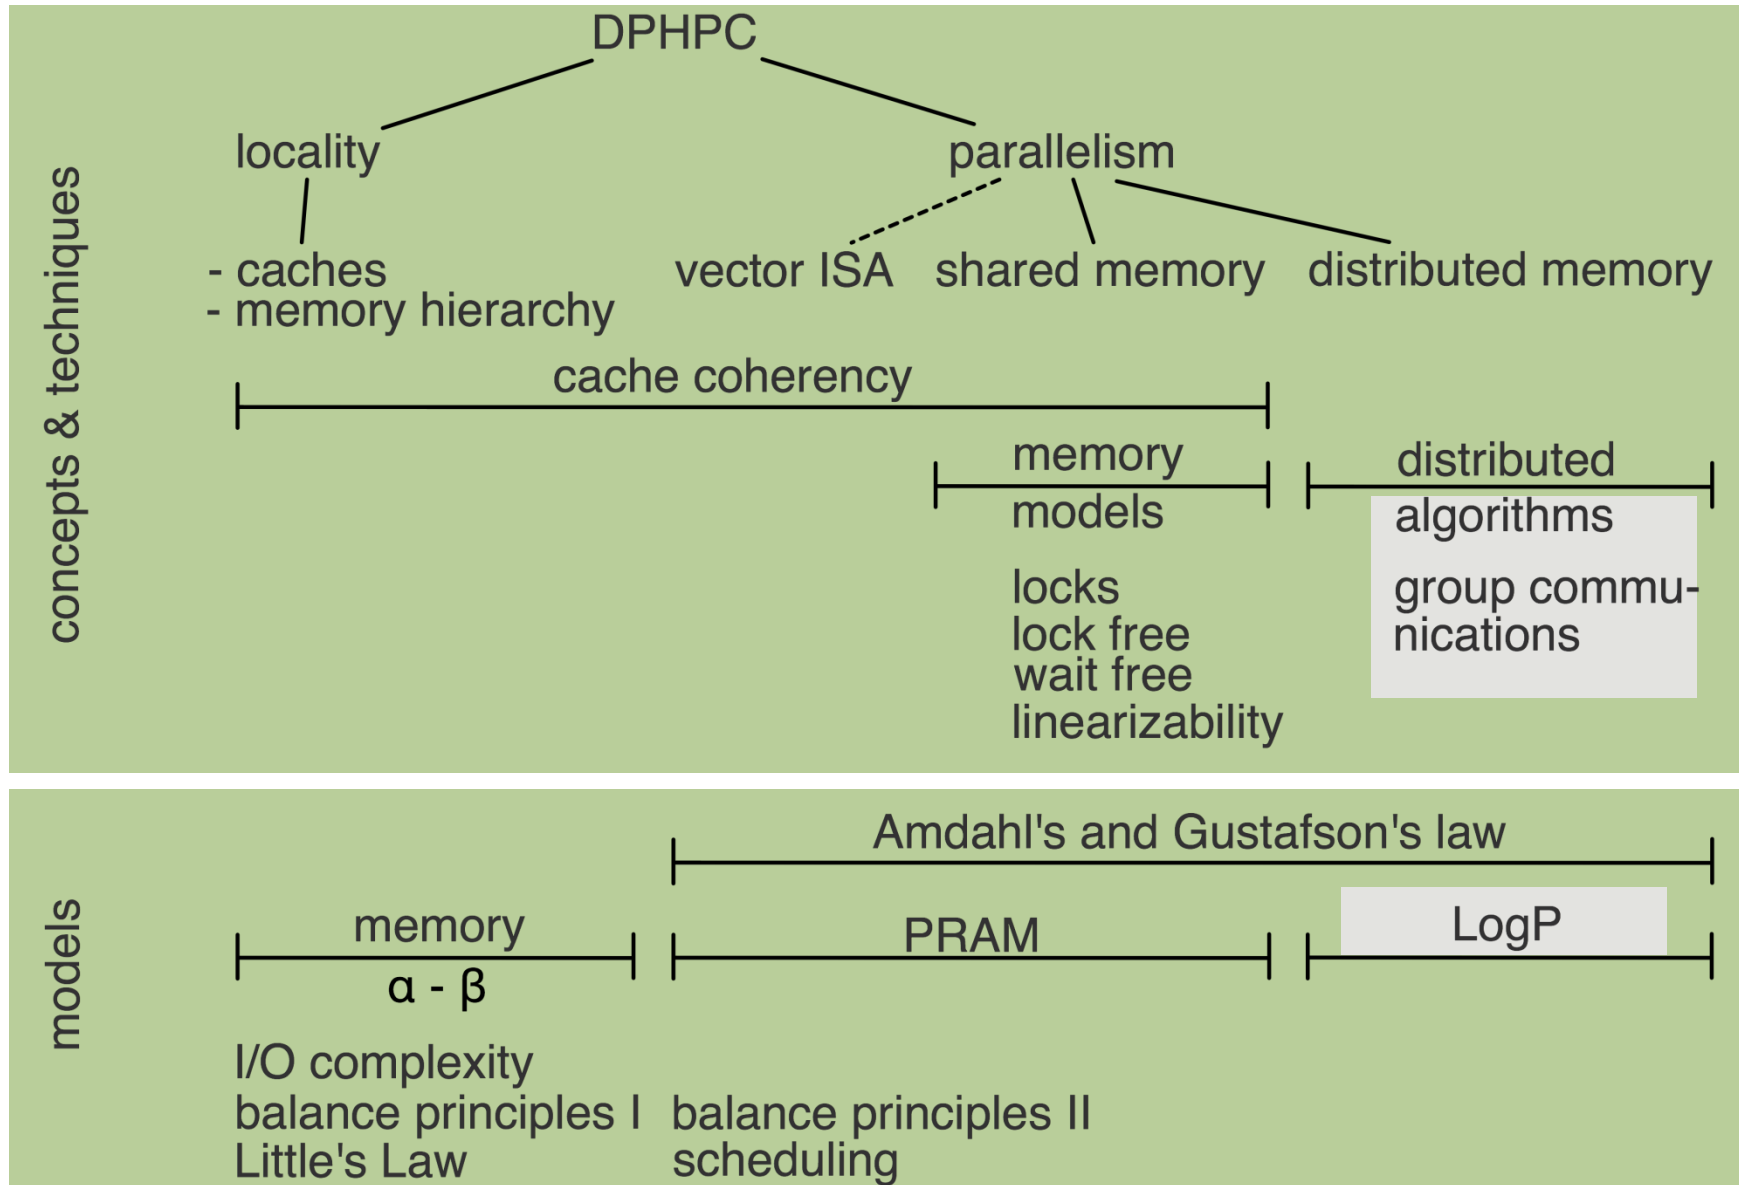 DPHPC
locality
parallelism
- caches
- memory hierarchy
vector ISA
shared memory
distributed memory
cache coherency
memory
models
locks
lock free
wait free
linearizability
distributed
algorithms
group commu-
nications
concepts & techniques
Amdahl's and Gustafson's law
memory
α - β
PRAM
LogP
I/O complexity
balance principles I
Little's Law
balance principles II
scheduling
models